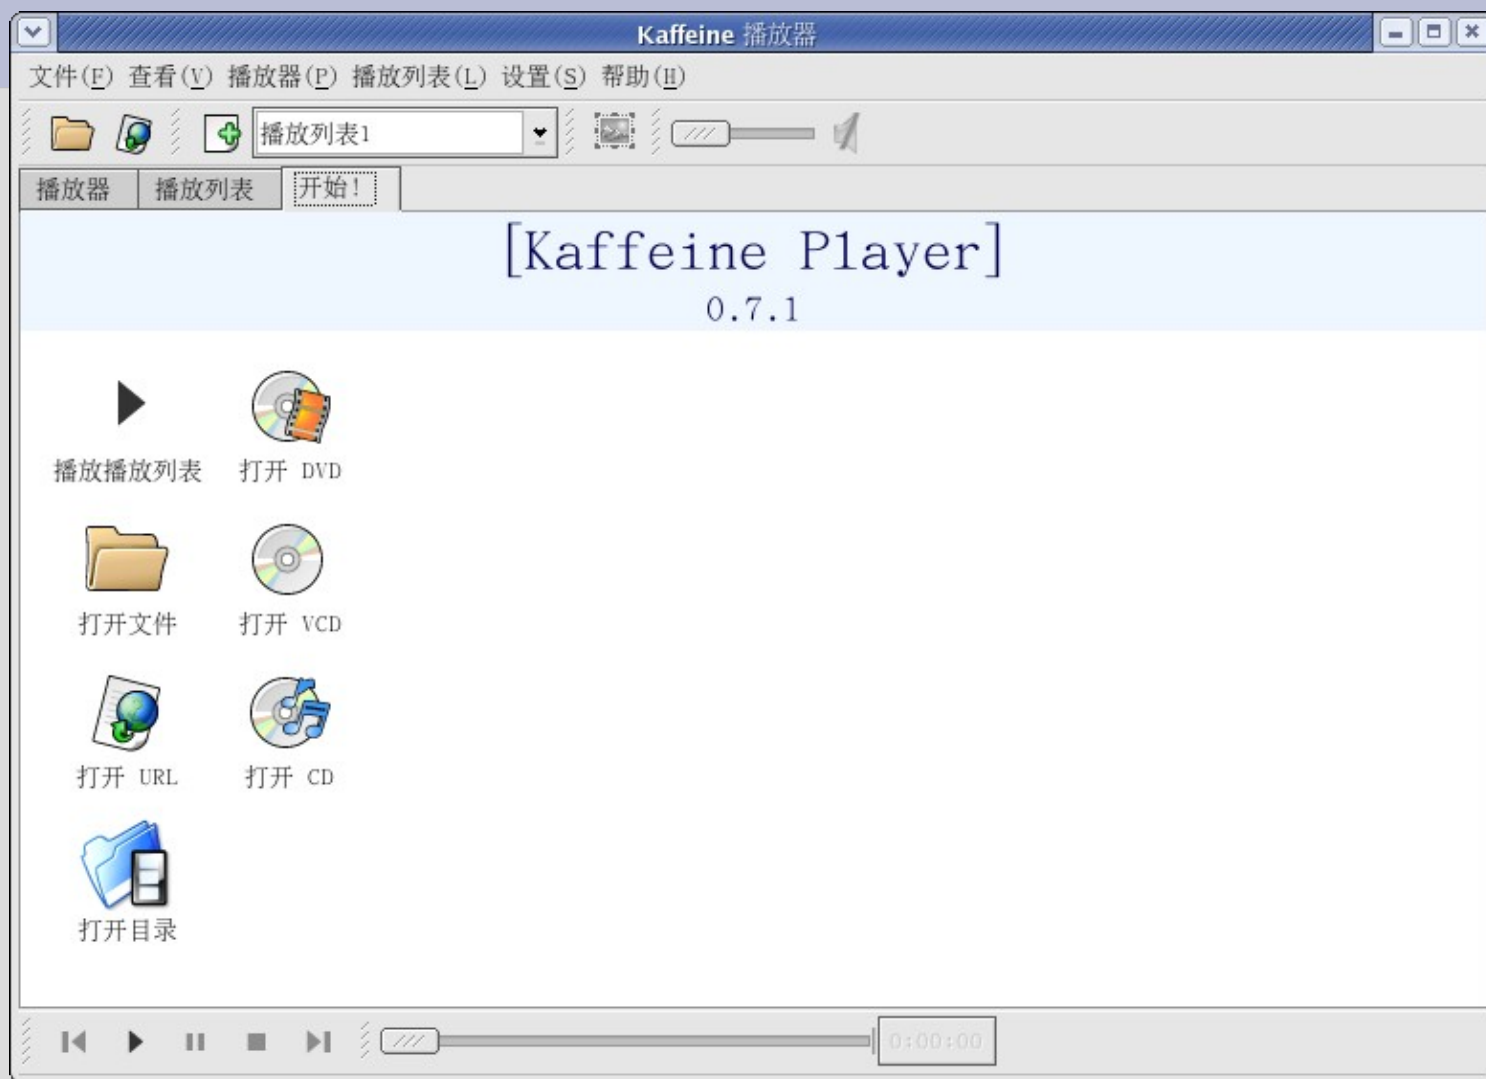 Kaffeine 播放器
文件(F) 查看(V) 播放器(P) 播放列表(L) 设置(S) 帮助(H)
播放列表1
播放器 播放列表 开始!
[Kaffeine Player]
0.7.1
播放播放列表 打开 DVD
打开文件 打开 VCD
打开 URL 打开 CD
打开目录
0:00:00